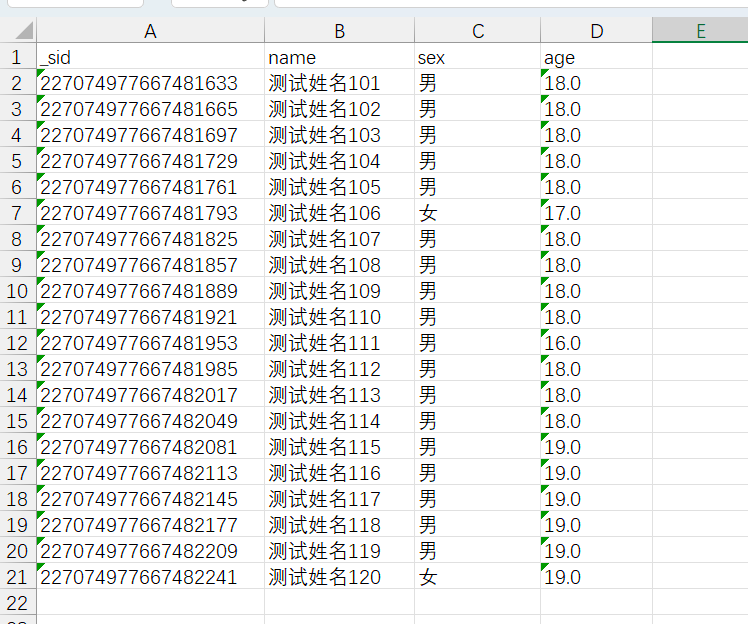 A B C D E
1 _sid name sex age
2 227074977667481633 测试姓名101 男 18.0
3 227074977667481665 测试姓名102 男 18.0
4 227074977667481697 测试姓名103 男 18.0
5 227074977667481729 测试姓名104 男 18.0
6 227074977667481761 测试姓名105 男 18.0
7 227074977667481793 测试姓名106 女 17.0
8 227074977667481825 测试姓名107 男 18.0
9 227074977667481857 测试姓名108 男 18.0
10 227074977667481889 测试姓名109 男 18.0
11 227074977667481921 测试姓名110 男 18.0
12 227074977667481953 测试姓名111 男 16.0
13 227074977667481985 测试姓名112 男 18.0
14 227074977667482017 测试姓名113 男 18.0
15 227074977667482049 测试姓名114 男 18.0
16 227074977667482081 测试姓名115 男 19.0
17 227074977667482113 测试姓名116 男 19.0
18 227074977667482145 测试姓名117 男 19.0
19 227074977667482177 测试姓名118 男 19.0
20 227074977667482209 测试姓名119 男 19.0
21 227074977667482241 测试姓名120 女 19.0
22